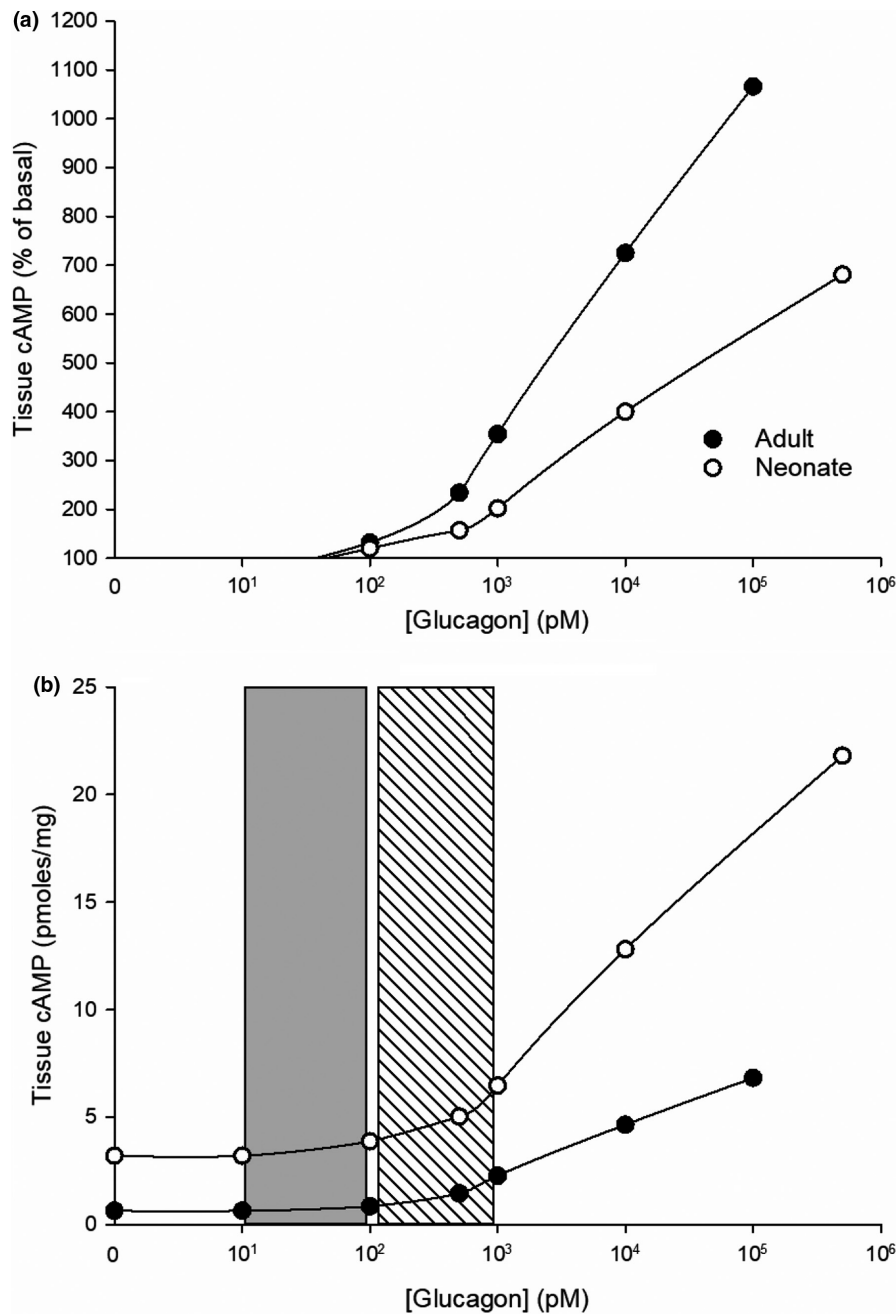 (a)
1200
1100
1000
900
800
700
600
500
400
300
200
100
Tissue cAMP (% of basal)
Adult
Neonate
0 10¹ 10² 10³ 10⁴ 10⁵ 10⁶
[Glucagon] (pM)
(b)
25
20
15
10
5
0
Tissue cAMP (pmoles/mg)
0 10¹ 10² 10³ 10⁴ 10⁵ 10⁶
[Glucagon] (pM)